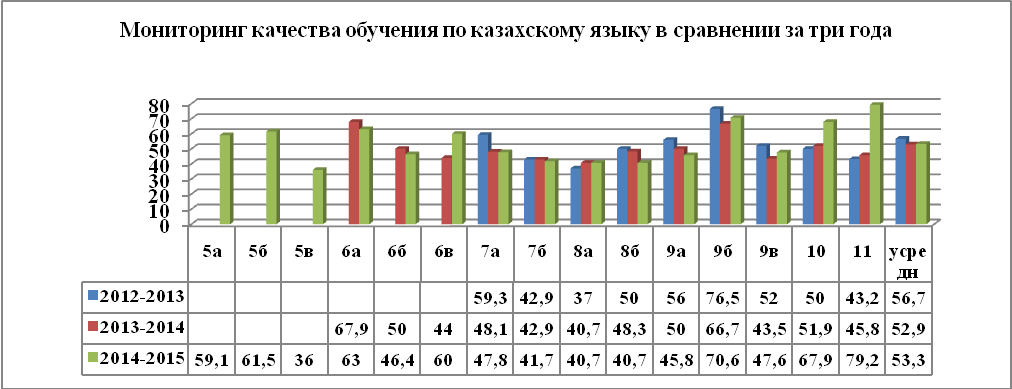 Мониторинг качества обучения по казахскому языку в сравнении за три года
80
70
60
50
40
30
20
10
0
5а 5б 5в 6а 6б 6в 7а 7б 8а 8б 9а 9б 9в 10 11 усре
дн
2012-2013 59,3 42,9 37 50 56 76,5 52 50 43,2 56,7
2013-2014 67,9 50 44 48,1 42,9 40,7 48,3 50 66,7 43,5 51,9 45,8 52,9
2014-2015 59,1 61,5 36 63 46,4 60 47,8 41,7 40,7 40,7 45,8 70,6 47,6 67,9 79,2 53,3